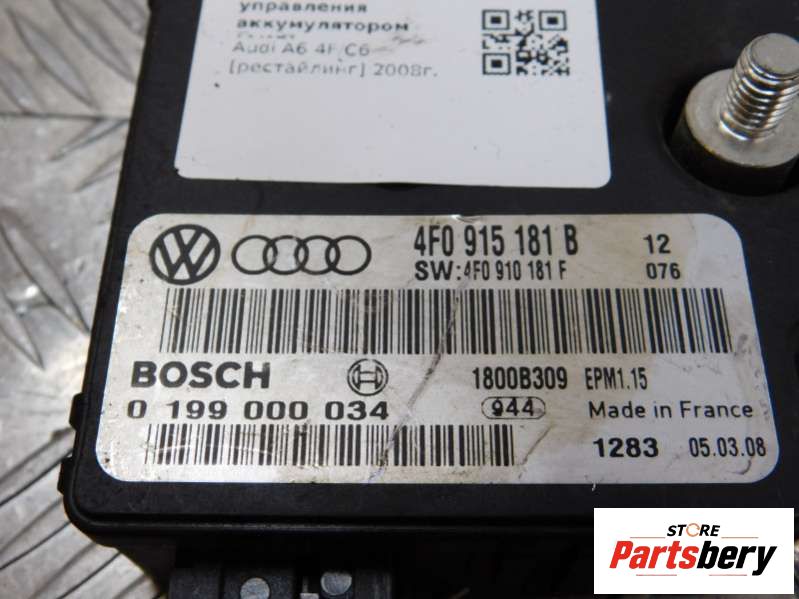 управления
аккумулятором
Audi A6 4F C6
[рестайлинг] 2008г.
4F0 915 181 B 12
SW:4F0 910 181 F 076
BOSCH 1800B309 EPM1.15
0 199 000 034 944 Made in France
1283 05.03.08
STORE
Partsbery